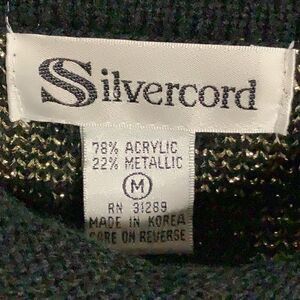 Silvercord
78% ACRYLIC
22% METALLIC
M
RN 31289
MADE IN KOREA
CARE ON REVERSE